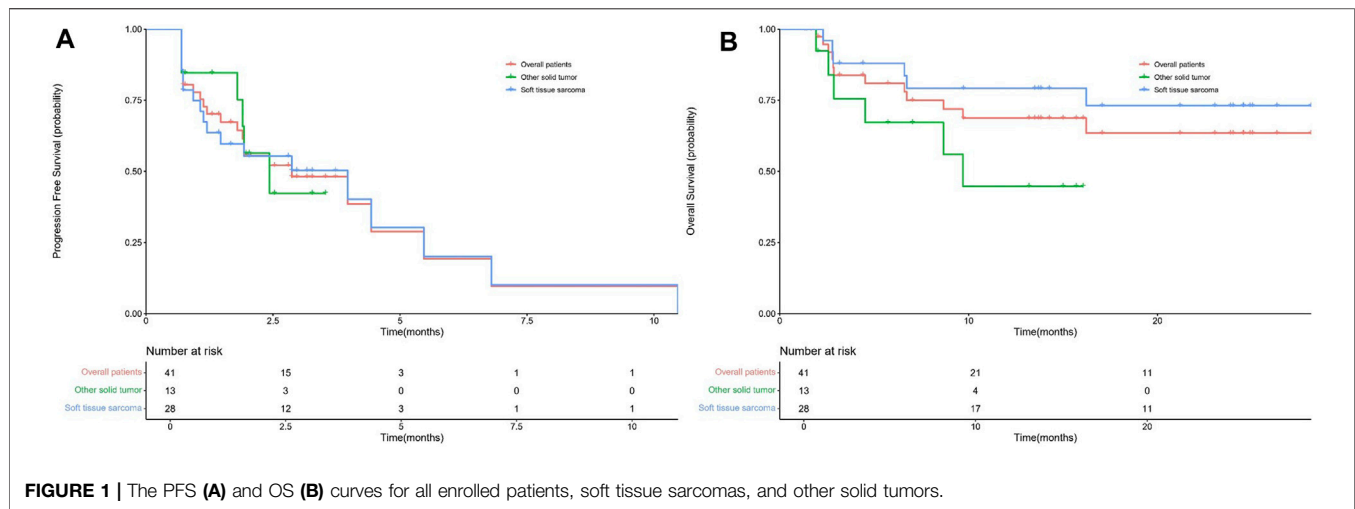 A
Progression Free Survival (probability)
1.00
0.75
0.50
0.25
0.00
Overall patients
Other solid tumor
Soft tissue sarcoma
0 2.5 5 7.5 10
Time(months)
Number at risk
Overall patients 41 15 3 1 1
Other solid tumor 13 3 0 0 0
Soft tissue sarcoma 28 12 3 1 1
0 2.5 5 7.5 10
Time(months)
B
Overall Survival (probability)
1.00
0.75
0.50
0.25
0.00
Overall patients
Other solid tumor
Soft tissue sarcoma
0 10 20
Time(months)
Number at risk
Overall patients 41 21 11
Other solid tumor 13 4 0
Soft tissue sarcoma 28 17 11
0 10 20
Time(months)
FIGURE 1 | The PFS (A) and OS (B) curves for all enrolled patients, soft tissue sarcomas, and other solid tumors.